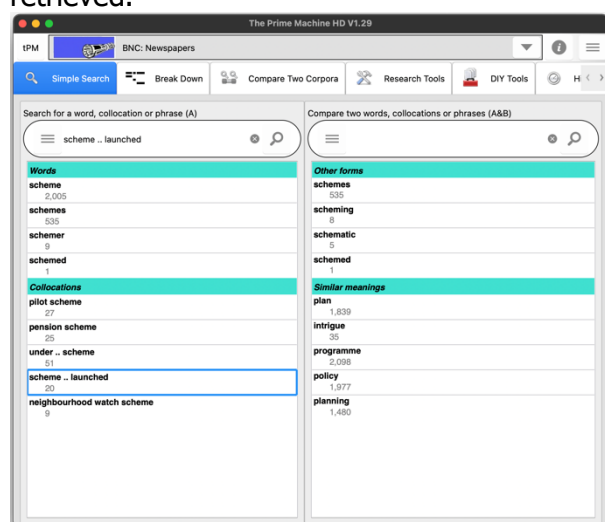 retrieved.
The Prime Machine HD V1.29
tPM
BNC: Newspapers
Simple Search
Break Down
Compare Two Corpora
Research Tools
DIY Tools
H
Search for a word, collocation or phrase (A)
scheme .. launched
Words
scheme
2,005
schemes
535
schemer
9
schemed
1
Collocations
pilot scheme
27
pension scheme
25
under .. scheme
51
scheme .. launched
20
neighbourhood watch scheme
9
Compare two words, collocations or phrases (A&B)
Other forms
schemes
535
scheming
8
schematic
5
schemed
1
Similar meanings
plan
1,839
intrigue
35
programme
2,098
policy
1,977
planning
1,480